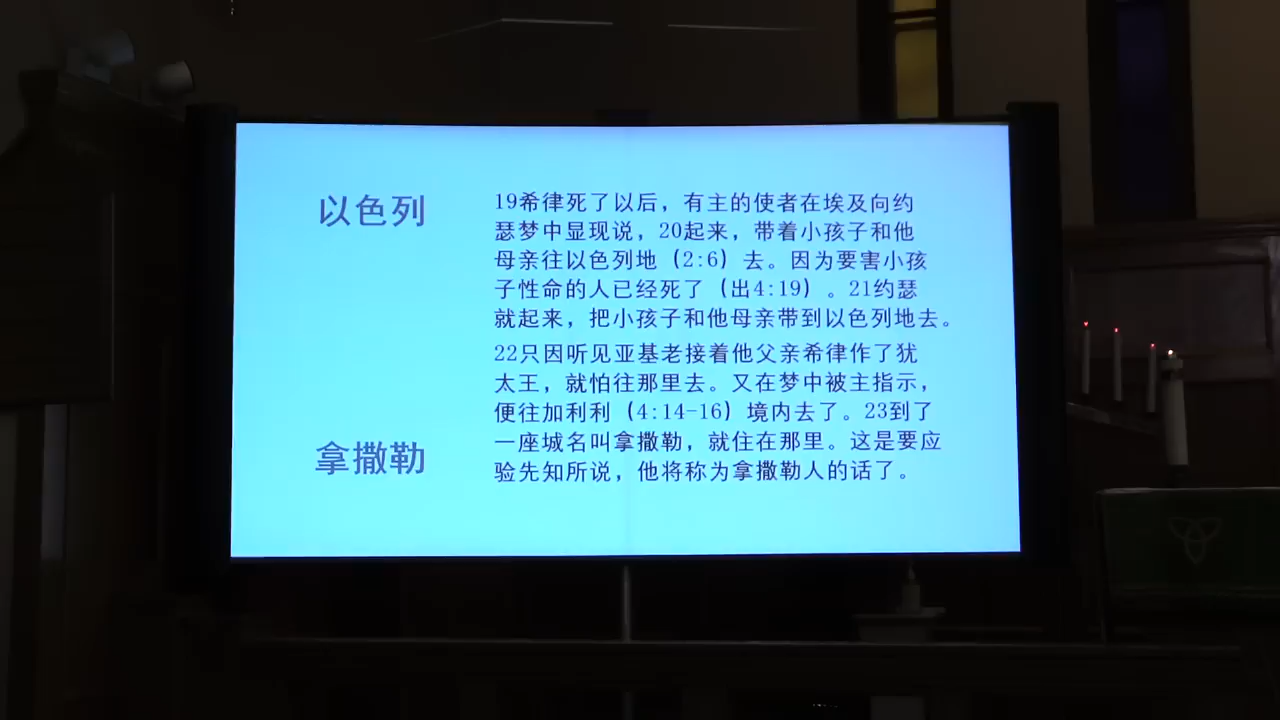 以色列
19希律死了以后，有主的使者在埃及向约
瑟梦中显现说，20起来，带着小孩子和他
母亲往以色列地（2:6）去。因为要害小孩
子性命的人已经死了（出4:19）。21约瑟
就起来，把小孩子和他母亲带到以色列地去。
22只因听见亚基老接着他父亲希律作了犹
太王，就怕往那里去。又在梦中被主指示，
便往加利利（4:14-16）境内去了。23到了
一座城名叫拿撒勒，就住在那里。这是要应
验先知所说，他将称为拿撒勒人的话了。
拿撒勒